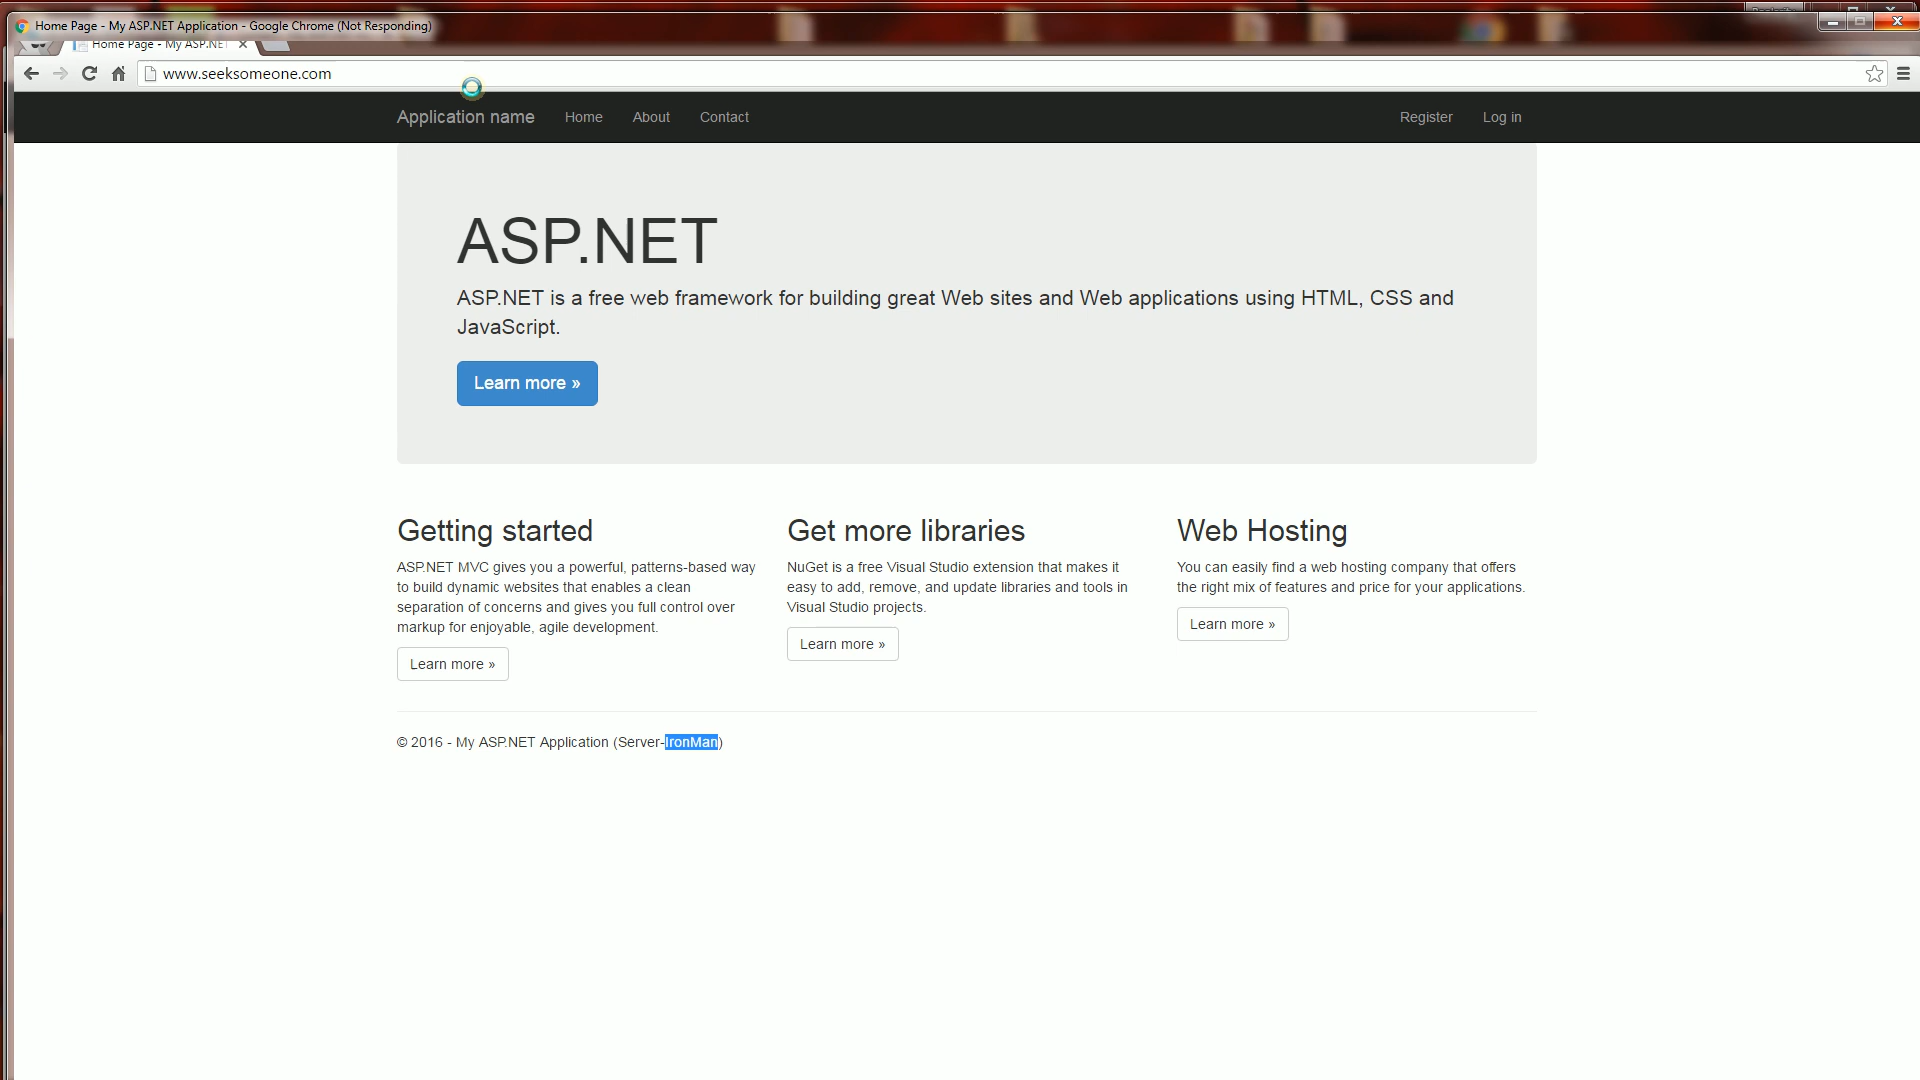 Home Page - My ASP.NET Application - Google Chrome (Not Responding)
Home Page - My ASP.NET
www.seeksomeone.com
Application name Home About Contact Register Log in
ASP.NET
ASP.NET is a free web framework for building great Web sites and Web applications using HTML, CSS and
JavaScript.
Learn more »
Getting started
ASP.NET MVC gives you a powerful, patterns-based way
to build dynamic websites that enables a clean
separation of concerns and gives you full control over
markup for enjoyable, agile development.
Learn more »
Get more libraries
NuGet is a free Visual Studio extension that makes it
easy to add, remove, and update libraries and tools in
Visual Studio projects.
Learn more »
Web Hosting
You can easily find a web hosting company that offers
the right mix of features and price for your applications.
Learn more »
© 2016 - My ASP.NET Application (Server-IronMan)